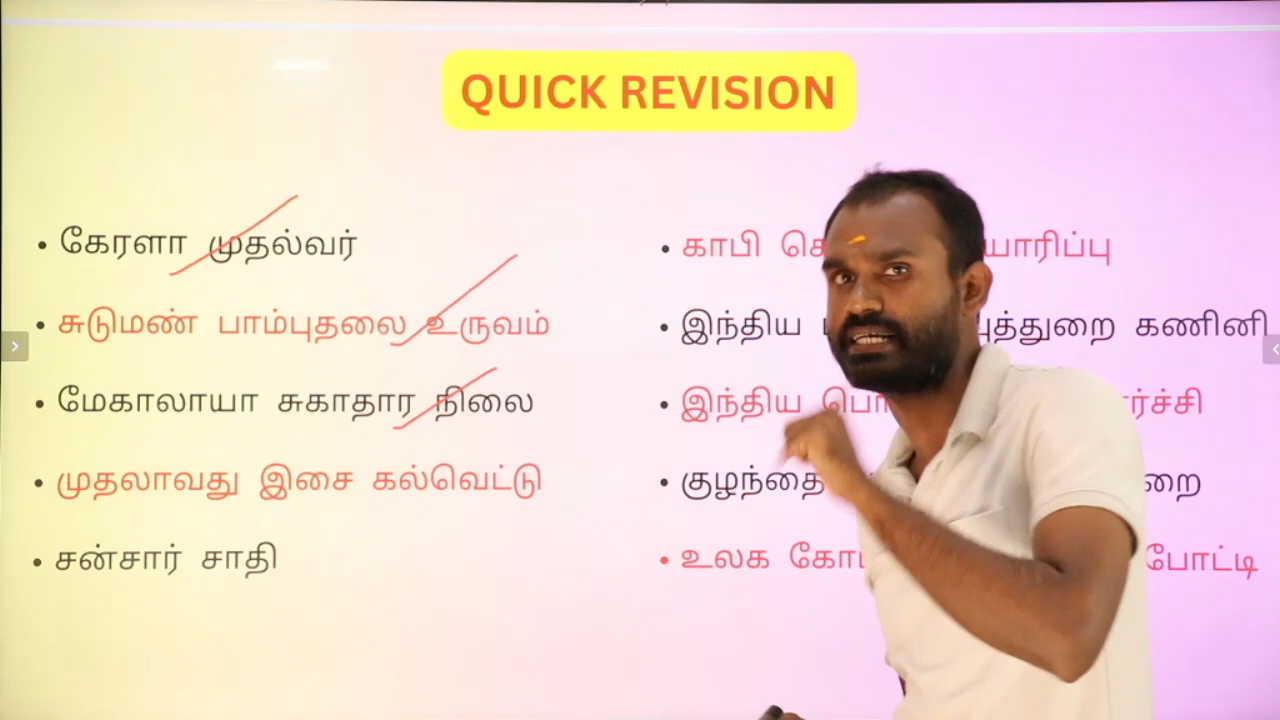 QUICK REVISION
• கேரளா முதல்வர்
• சுடுமண் பாம்புதலை உருவம்
• மேகாலாயா சுகாதார நிலை
• முதலாவது இசை கல்வெட்டு
• சன்சார் சாதி
• காபி
• இந்திய கணினி
• இந்திய
• குழந்தை
• உலக போட்டி